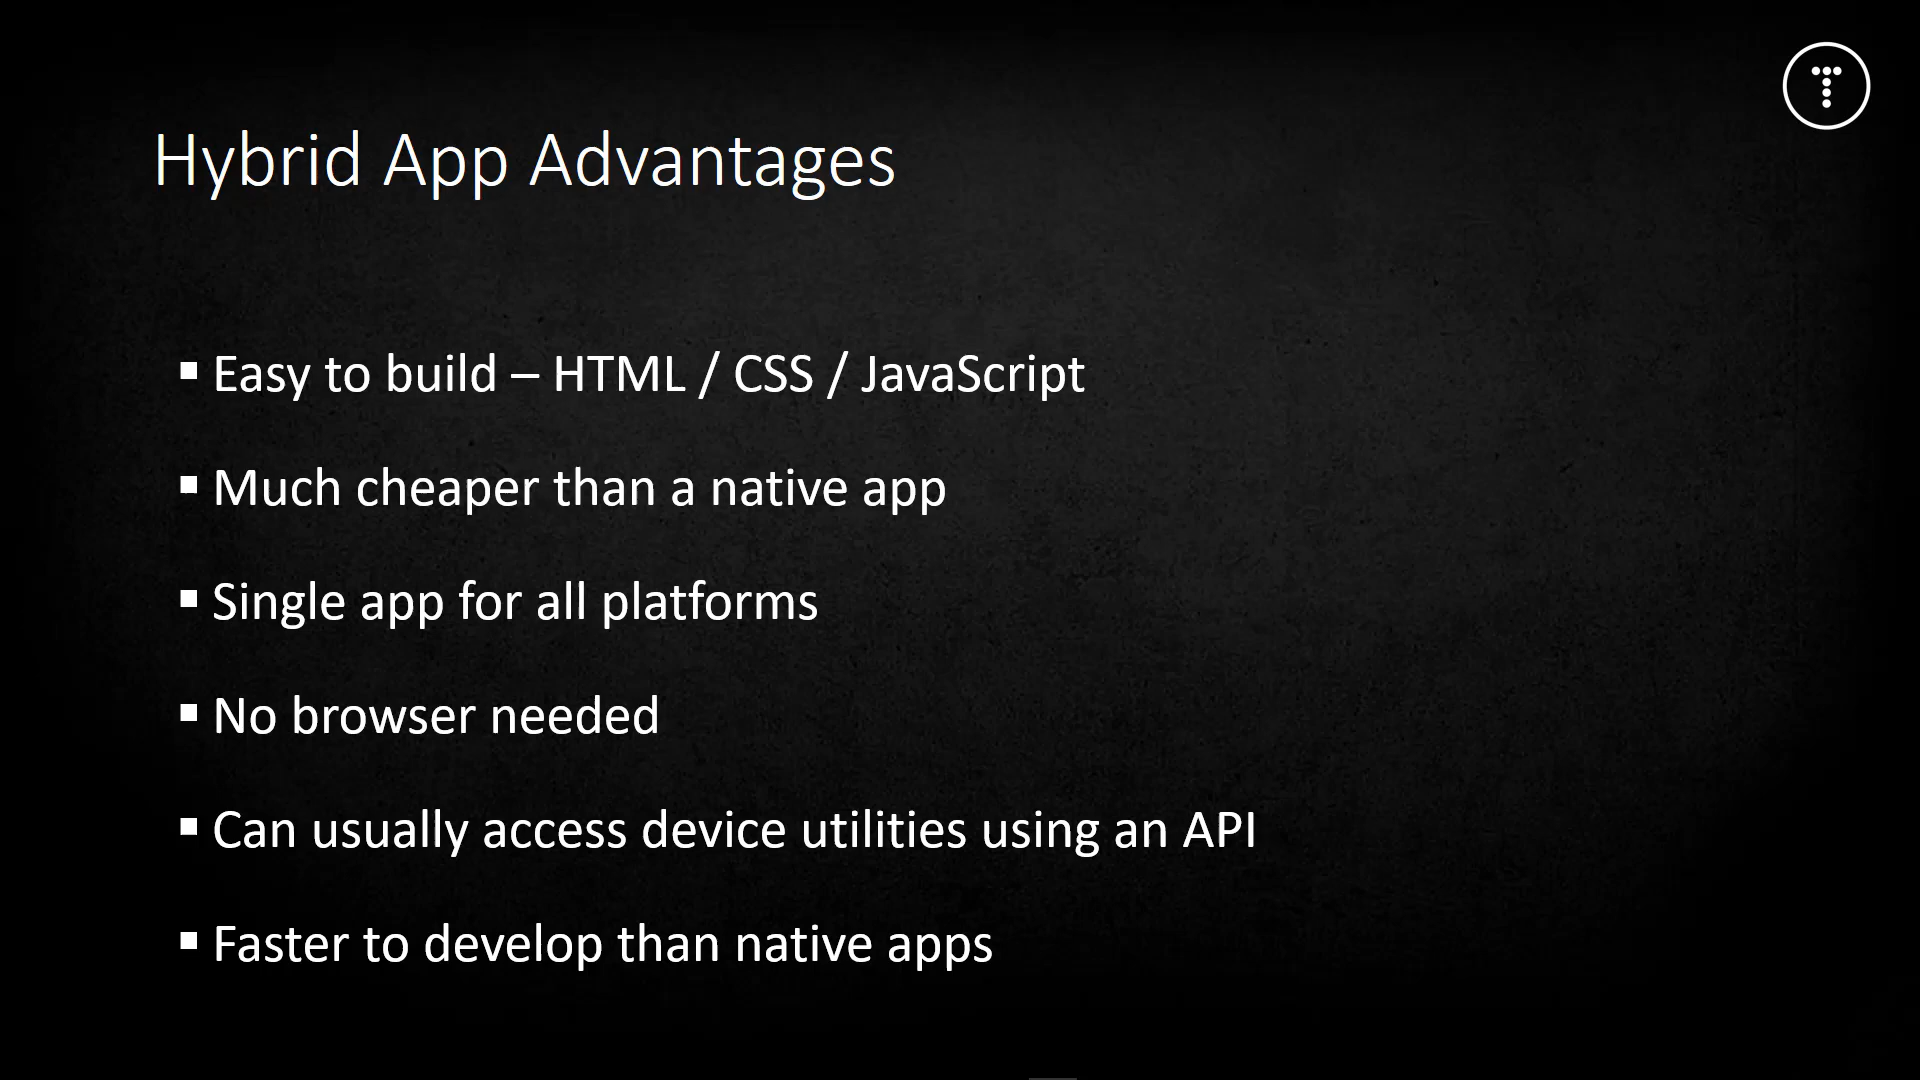 Hybrid App Advantages
▪ Easy to build – HTML / CSS / JavaScript
▪ Much cheaper than a native app
▪ Single app for all platforms
▪ No browser needed
▪ Can usually access device utilities using an API
▪ Faster to develop than native apps